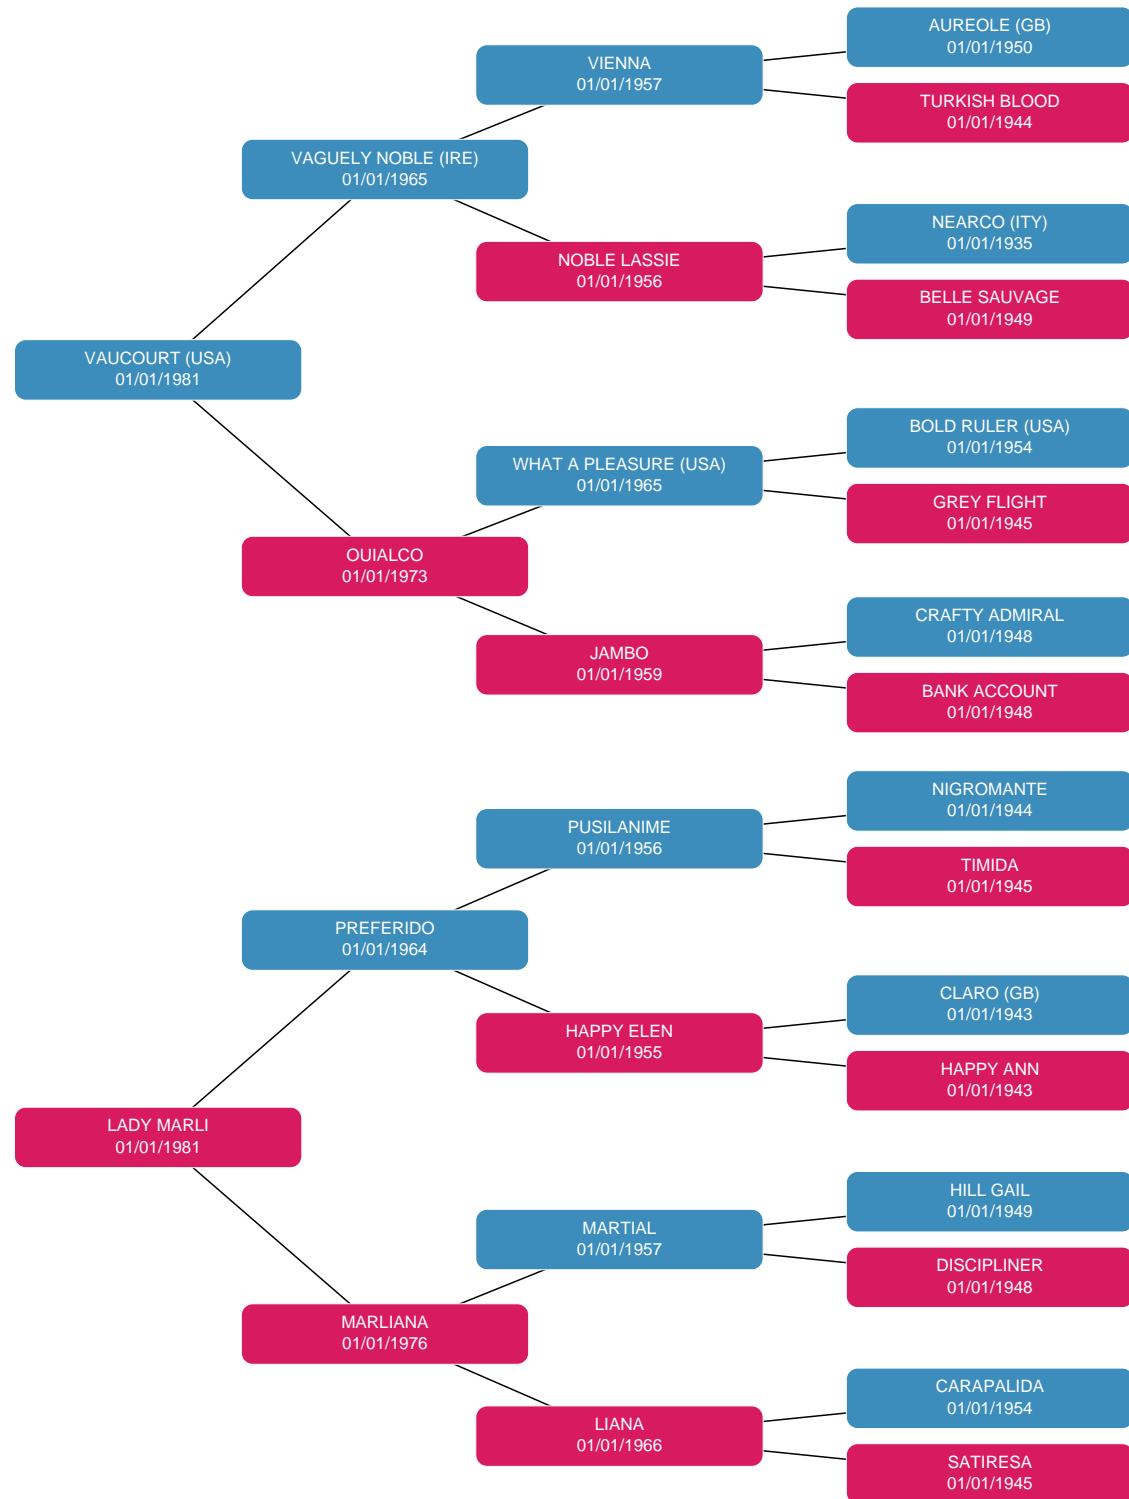 AUREOLE (GB)
01/01/1950
VIENNA
01/01/1957
TURKISH BLOOD
01/01/1944
VAGUELY NOBLE (IRE)
01/01/1965
NEARCO (ITY)
01/01/1935
NOBLE LASSIE
01/01/1956
BELLE SAUVAGE
01/01/1949
VAUCOURT (USA)
01/01/1981
BOLD RULER (USA)
01/01/1954
WHAT A PLEASURE (USA)
01/01/1965
GREY FLIGHT
01/01/1945
OUIALCO
01/01/1973
CRAFTY ADMIRAL
01/01/1948
JAMBO
01/01/1959
BANK ACCOUNT
01/01/1948
NIGROMANTE
01/01/1944
PUSILANIME
01/01/1956
TIMIDA
01/01/1945
PREFERIDO
01/01/1964
CLARO (GB)
01/01/1943
HAPPY ELEN
01/01/1955
HAPPY ANN
01/01/1943
LADY MARLI
01/01/1981
HILL GAIL
01/01/1949
MARTIAL
01/01/1957
DISCIPLINER
01/01/1948
MARLIANA
01/01/1976
CARAPALIDA
01/01/1954
LIANA
01/01/1966
SATIRESA
01/01/1945